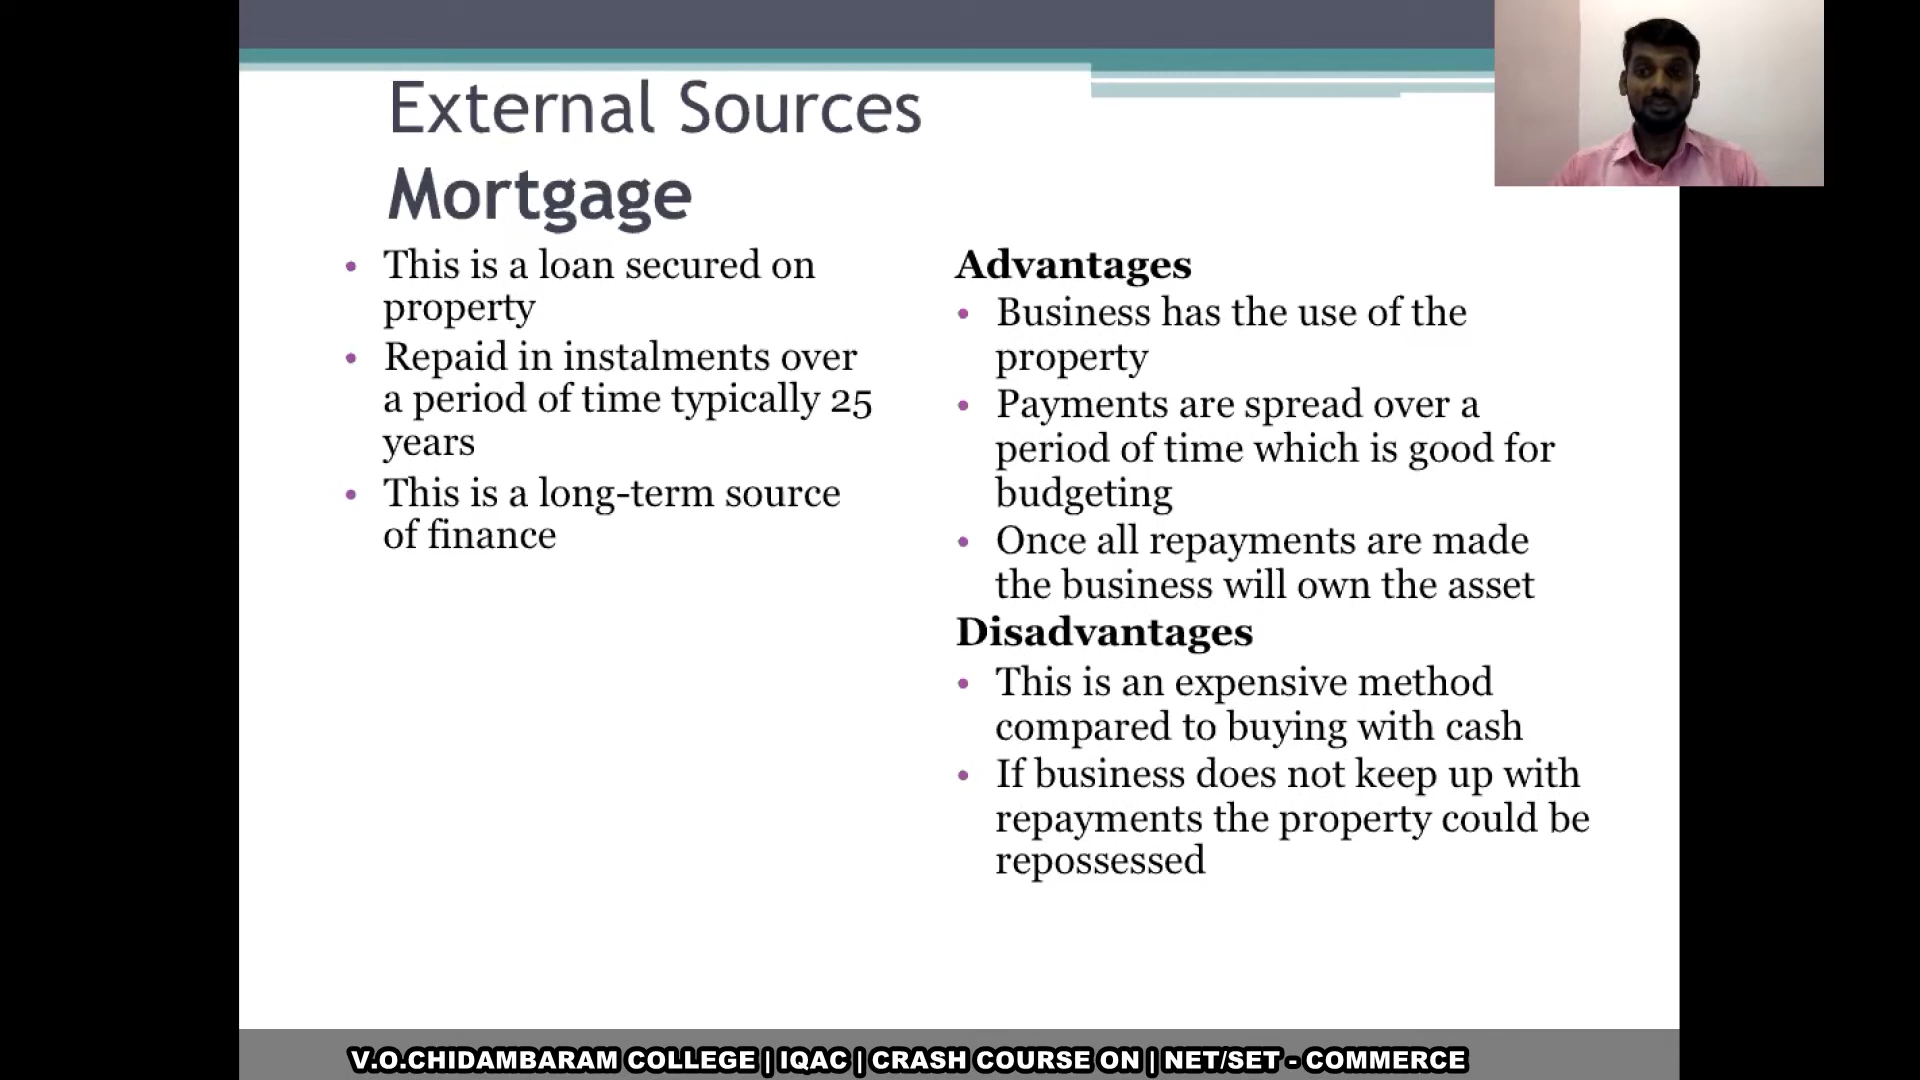 External Sources
Mortgage
• This is a loan secured on
property
• Repaid in instalments over
a period of time typically 25
years
• This is a long-term source
of finance
Advantages
• Business has the use of the
property
• Payments are spread over a
period of time which is good for
budgeting
• Once all repayments are made
the business will own the asset
Disadvantages
• This is an expensive method
compared to buying with cash
• If business does not keep up with
repayments the property could be
repossessed
V.O.CHIDAMBARAM COLLEGE | IQAC | CRASH COURSE ON | NET/SET - COMMERCE